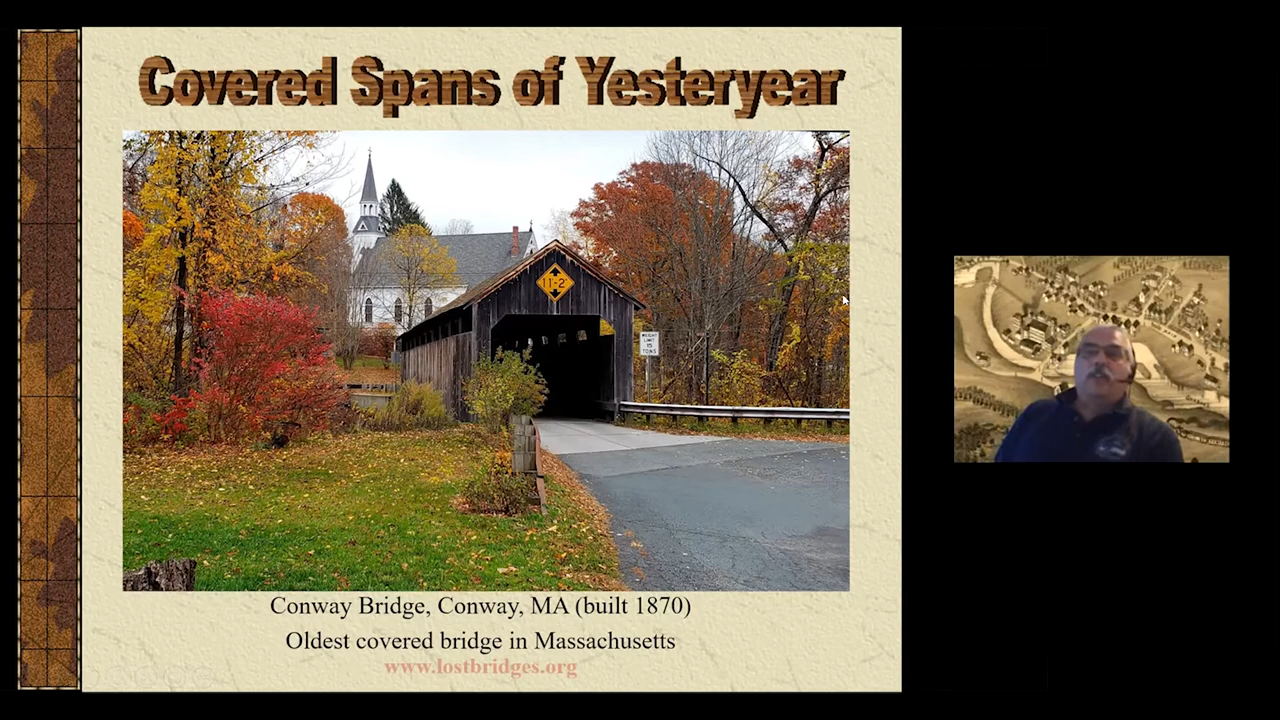 Covered Spans of Yesteryear
11'-2"
WEIGHT
LIMIT
15
TONS
Conway Bridge, Conway, MA (built 1870)
Oldest covered bridge in Massachusetts
www.lostbridges.org